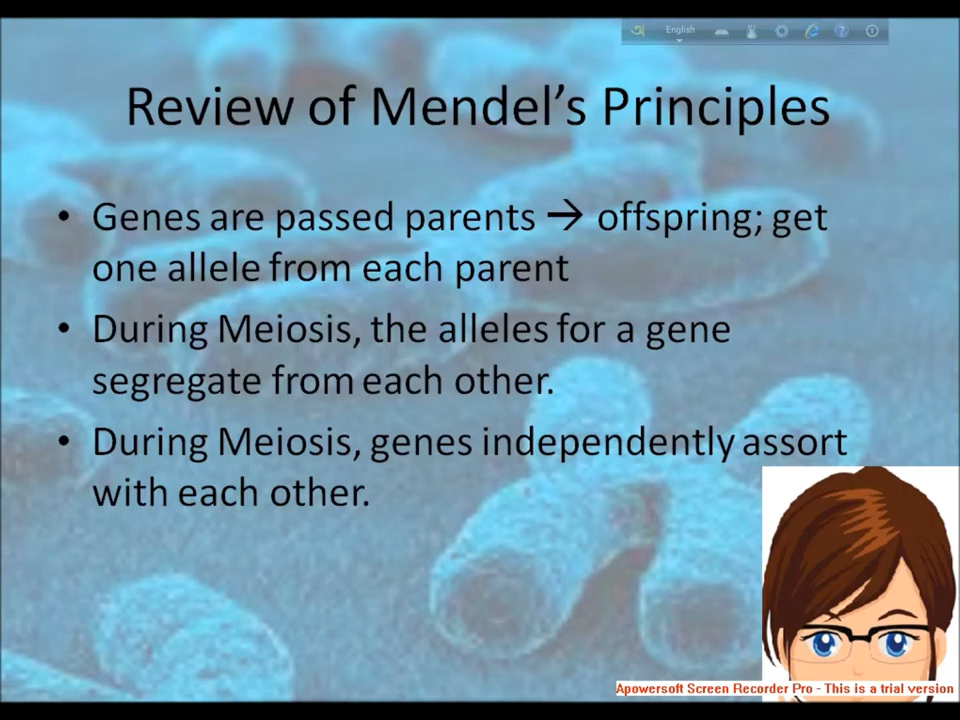 English
Review of Mendel's Principles
• Genes are passed parents → offspring; get
one allele from each parent
• During Meiosis, the alleles for a gene
segregate from each other.
• During Meiosis, genes independently assort
with each other.
Apowersoft Screen Recorder Pro - This is a trial version